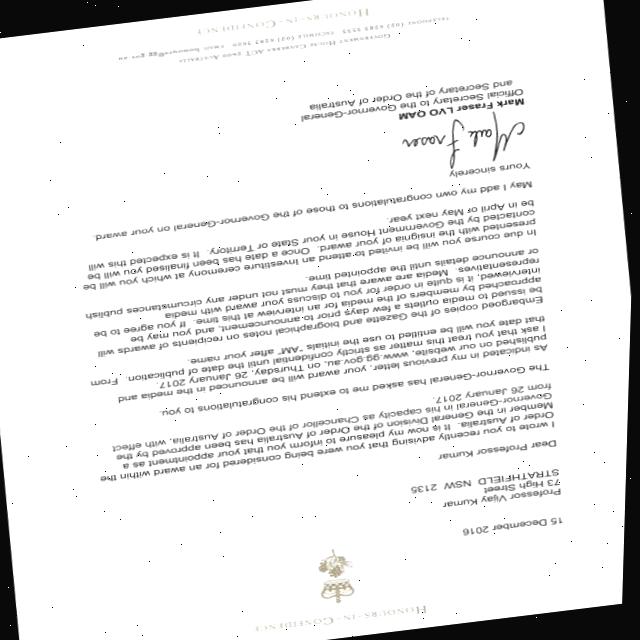 HONOURS-IN-CONFIDENCE
15 December 2016
Professor Vijay Kumar
73 High Street
STRATHFIELD NSW 2135
Dear Professor Kumar
I wrote to you recently advising that you were being considered for an award within the
Order of Australia. It is now my pleasure to inform you that your appointment as a
Member in the General Division of the Order of Australia has been approved by the
Governor-General in his capacity as Chancellor of the Order of Australia, with effect
from 26 January 2017.
The Governor-General has asked me to extend his congratulations to you.
As indicated in my previous letter, your award will be announced in the media and
published on our website, www.gg.gov.au, on Thursday, 26 January 2017.
I ask that you treat this matter as strictly confidential until the date of publication. From
that date you will be entitled to use the initials "AM" after your name.
Embargoed copies of the Gazette and biographical notes on recipients of awards will
be issued to media outlets a few days prior to announcement, and you may be
approached by members of the media for an interview at this time. If you agree to be
interviewed, it is quite in order for you to discuss your award with media
representatives. Media are aware that they must not under any circumstances publish
or announce details until the appointed time.
In due course you will be invited to attend an Investiture ceremony at which you will be
presented with the insignia of your award. Once a date has been finalised you will be
contacted by the Government House in your State or Territory. It is expected this will
be in April or May next year.
May I add my own congratulations to those of the Governor-General on your award.
Yours sincerely
Mark Fraser
Mark Fraser LVO QAM
Official Secretary to the Governor-General
and Secretary of the Order of Australia
GOVERNMENT HOUSE CANBERRA ACT 2600 AUSTRALIA
TELEPHONE (02) 6283 3533 FACSIMILE (02) 6283 3620 EMAIL honours@gg.gov.au
HONOURS-IN-CONFIDENCE